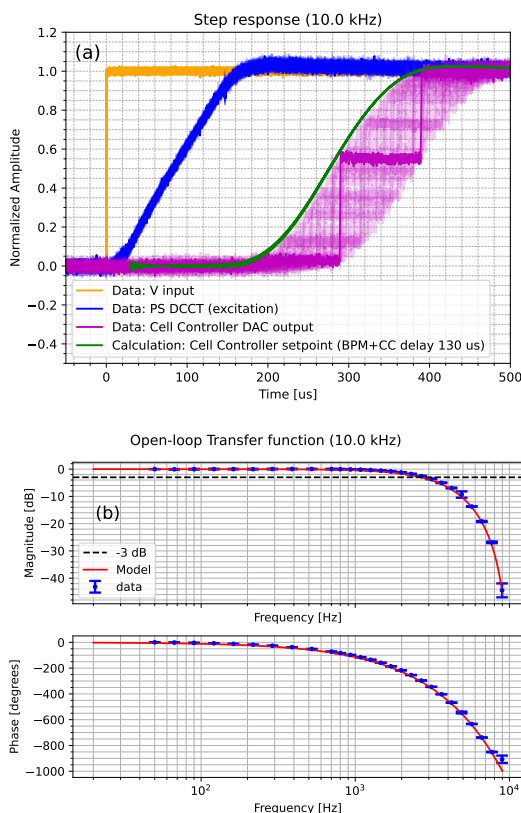 Step response (10.0 kHz)
(a)
Normalized Amplitude
1.2
1.0
0.8
0.6
0.4
0.2
0.0
−0.2
−0.4
Data: V input
Data: PS DCCT (excitation)
Data: Cell Controller DAC output
Calculation: Cell Controller setpoint (BPM+CC delay 130 us)
0 100 200 300 400 500
Time [us]
Open-loop Transfer function (10.0 kHz)
Magnitude [dB]
0
−10
−20
−30
−40
(b)
-3 dB
Model
data
Frequency [Hz]
Phase [degrees]
0
−200
−400
−600
−800
−1000
10² 10³ 10⁴
Frequency [Hz]